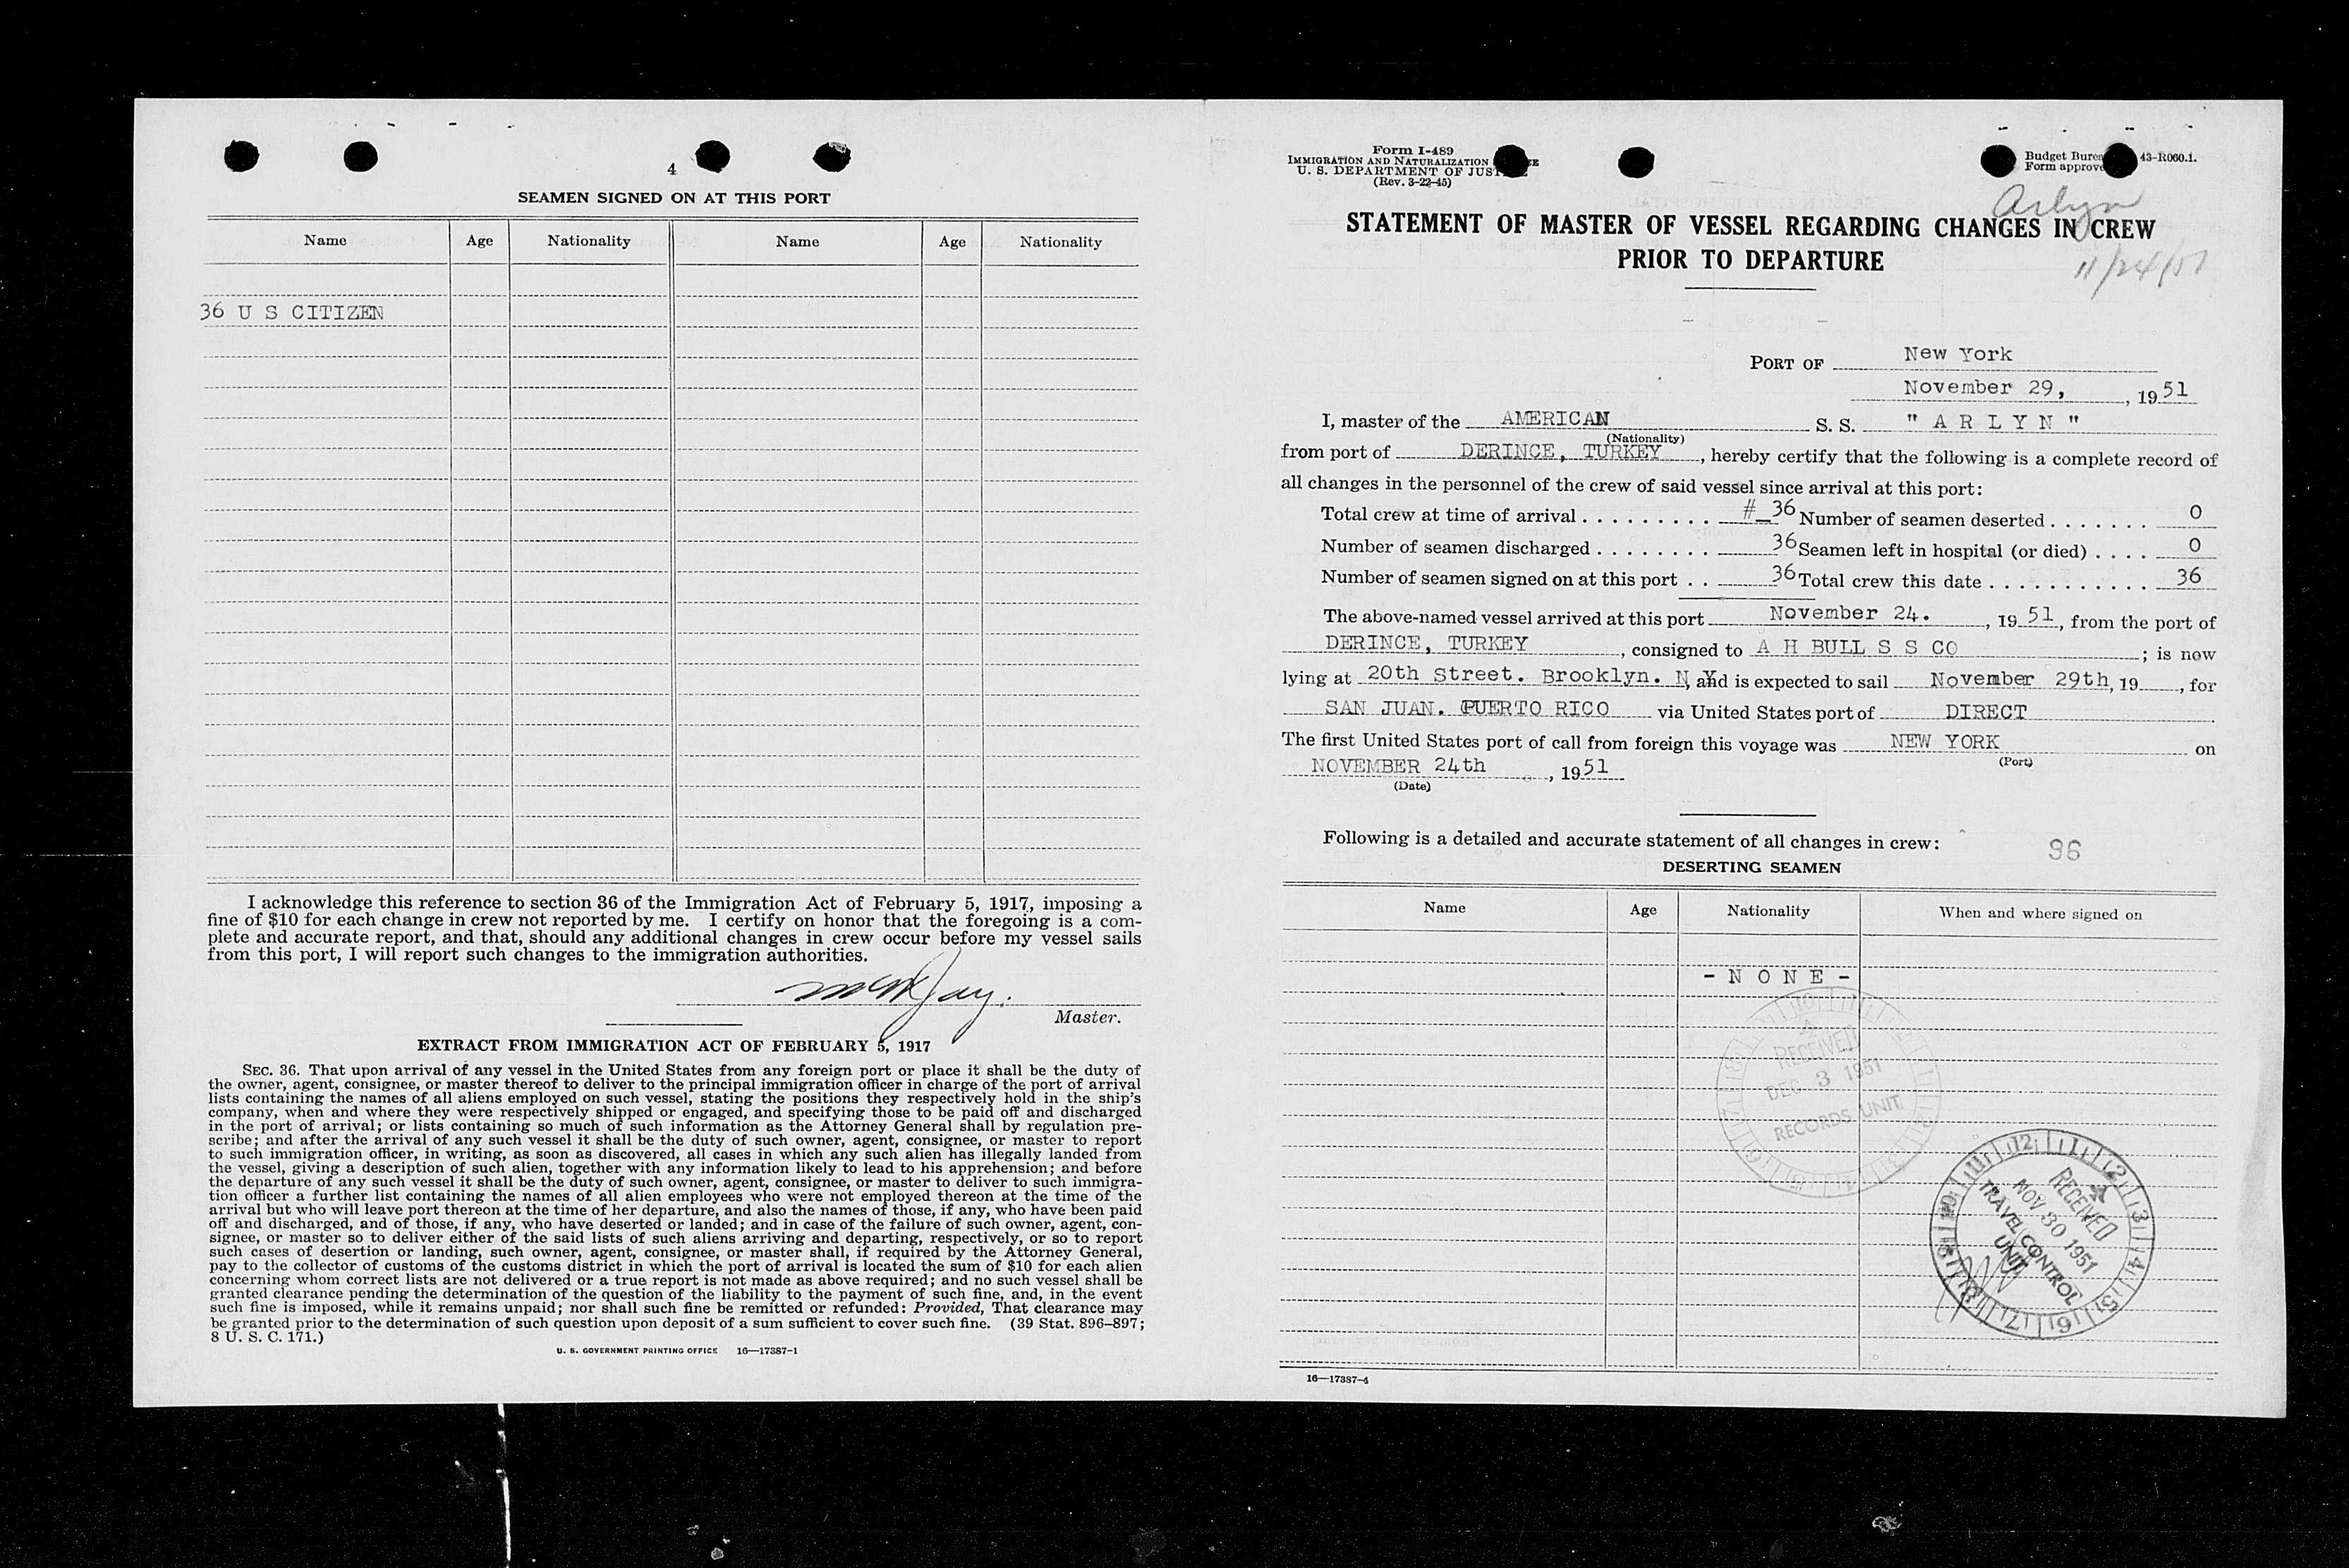 4
SEAMEN SIGNED ON AT THIS PORT
Name Age Nationality Name Age Nationality
36 U S CITIZEN
I acknowledge this reference to section 36 of the Immigration Act of February 5, 1917, imposing a
fine of $10 for each change in crew not reported by me. I certify on honor that the foregoing is a com-
plete and accurate report, and that, should any additional changes in crew occur before my vessel sails
from this port, I will report such changes to the immigration authorities.
Master.
EXTRACT FROM IMMIGRATION ACT OF FEBRUARY 5, 1917
SEC. 36. That upon arrival of any vessel in the United States from any foreign port or place it shall be the duty of
the owner, agent, consignee, or master thereof to deliver to the principal immigration officer in charge of the port of arrival
lists containing the names of all aliens employed on such vessel, stating the positions they respectively hold in the ship's
company, when and where they were respectively shipped or engaged, and specifying those to be paid off and discharged
in the port of arrival; or lists containing so much of such information as the Attorney General shall by regulation pre-
scribe; and after the arrival of any such vessel it shall be the duty of such owner, agent, consignee, or master to report
to such immigration officer, in writing, as soon as discovered, all cases in which any such alien has illegally landed from
the vessel, giving a description of such alien, together with any information likely to lead to his apprehension; and before
the departure of any such vessel it shall be the duty of such owner, agent, consignee, or master to deliver to such immigra-
tion officer a further list containing the names of all alien employees who were not employed thereon at the time of the
arrival but who will leave port thereon at the time of her departure, and also the names of those, if any, who have been paid
off and discharged, and of those, if any, who have deserted or landed; and in case of the failure of such owner, agent, con-
signee, or master so to deliver either of the said lists of such aliens arriving and departing, respectively, or so to report
such cases of desertion or landing, such owner, agent, consignee, or master shall, if required by the Attorney General,
pay to the collector of customs of the customs district in which the port of arrival is located the sum of $10 for each alien
concerning whom correct lists are not delivered or a true report is not made as above required; and no such vessel shall be
granted clearance pending the determination of the question of the liability to the payment of such fine, and, in the event
such fine is imposed, while it remains unpaid; nor shall such fine be remitted or refunded: Provided, That clearance may
be granted prior to the determination of such question upon deposit of a sum sufficient to cover such fine. (39 Stat. 896–897;
8 U. S. C. 171.)
U. S. GOVERNMENT PRINTING OFFICE 16—17387-1
Form I-489
IMMIGRATION AND NATURALIZATION
U. S. DEPARTMENT OF JUST
(Rev. 3-22-45)
Budget Burea 43-R060.1.
Form approve
Arlyn
11/24/51
STATEMENT OF MASTER OF VESSEL REGARDING CHANGES IN CREW
PRIOR TO DEPARTURE
PORT OF New York
November 29, , 19 51
I, master of the AMERICAN S. S. " A R L Y N "
(Nationality)
from port of DERINCE, TURKEY , hereby certify that the following is a complete record of
all changes in the personnel of the crew of said vessel since arrival at this port:
Total crew at time of arrival . . . . . . . . . # 36 Number of seamen deserted . . . . . . . 0
Number of seamen discharged . . . . . . . . 36 Seamen left in hospital (or died) . . . . 0
Number of seamen signed on at this port . . 36 Total crew this date . . . . . . . . . . . . 36
The above-named vessel arrived at this port November 24. , 19 51, from the port of
DERINCE, TURKEY , consigned to A H BULL S S CO ; is now
lying at 20th Street. Brooklyn. N Y, and is expected to sail November 29th, 19 , for
SAN JUAN. PUERTO RICO via United States port of DIRECT
The first United States port of call from foreign this voyage was NEW YORK on
(Port)
NOVEMBER 24th , 19 51
(Date)
Following is a detailed and accurate statement of all changes in crew: 36
DESERTING SEAMEN
Name Age Nationality When and where signed on
- N O N E -
RECEIVED
DEC 3 1951
RECORDS UNIT
RECEIVED
NOV 30 1951
TRAVEL CONTROL
UNIT
16—17387-4